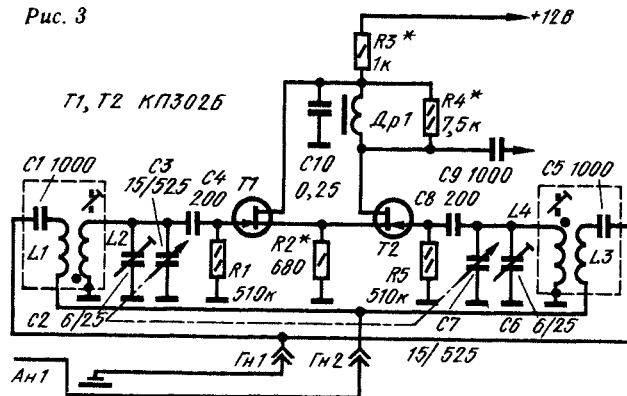 Рис. 3
+12В
R3*
1к
Т1, Т2 КП302Б
R4*
7,5к
Др1
С10
0,25
С1 1000
С3
15/525
С4
200
Т1
С9 1000
С8
200
С5
1000
L1
L2
R1
510к
R2*
680
Т2
R5
510к
L4
L3
С2
6/25
С7
С6
6/25
15/525
Гн1
Гн2
Ан1